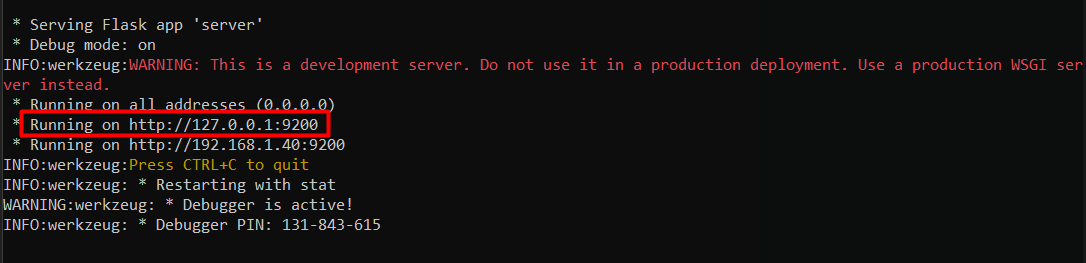 * Serving Flask app 'server'
* Debug mode: on
INFO:werkzeug:WARNING: This is a development server. Do not use it in a production deployment. Use a production WSGI ser
ver instead.
* Running on all addresses (0.0.0.0)
* Running on http://127.0.0.1:9200
* Running on http://192.168.1.40:9200
INFO:werkzeug:Press CTRL+C to quit
INFO:werkzeug: * Restarting with stat
WARNING:werkzeug: * Debugger is active!
INFO:werkzeug: * Debugger PIN: 131-843-615